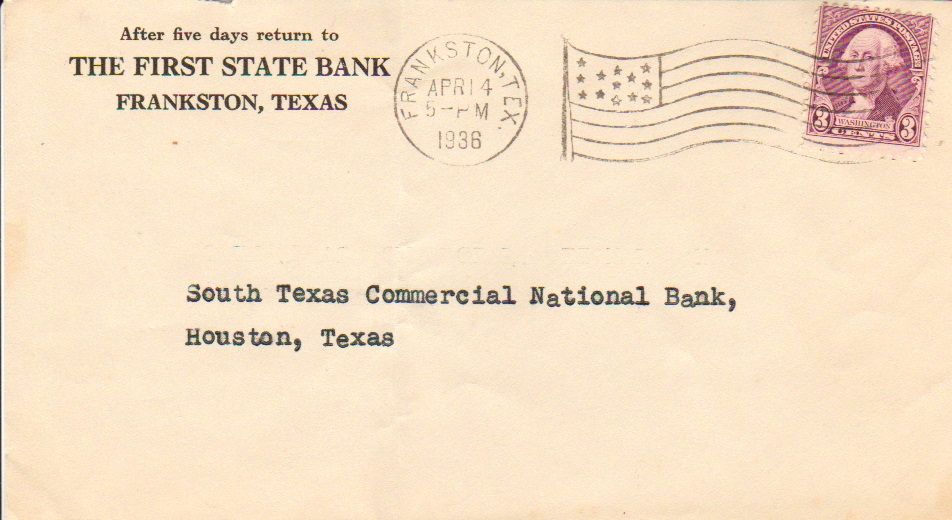 After five days return to
THE FIRST STATE BANK
FRANKSTON, TEXAS
FRANKSTON, TEX.
APR 14
5-PM
1936
UNITED STATES POSTAGE
WASHINGTON
3 CENTS 3
South Texas Commercial National Bank,
Houston, Texas